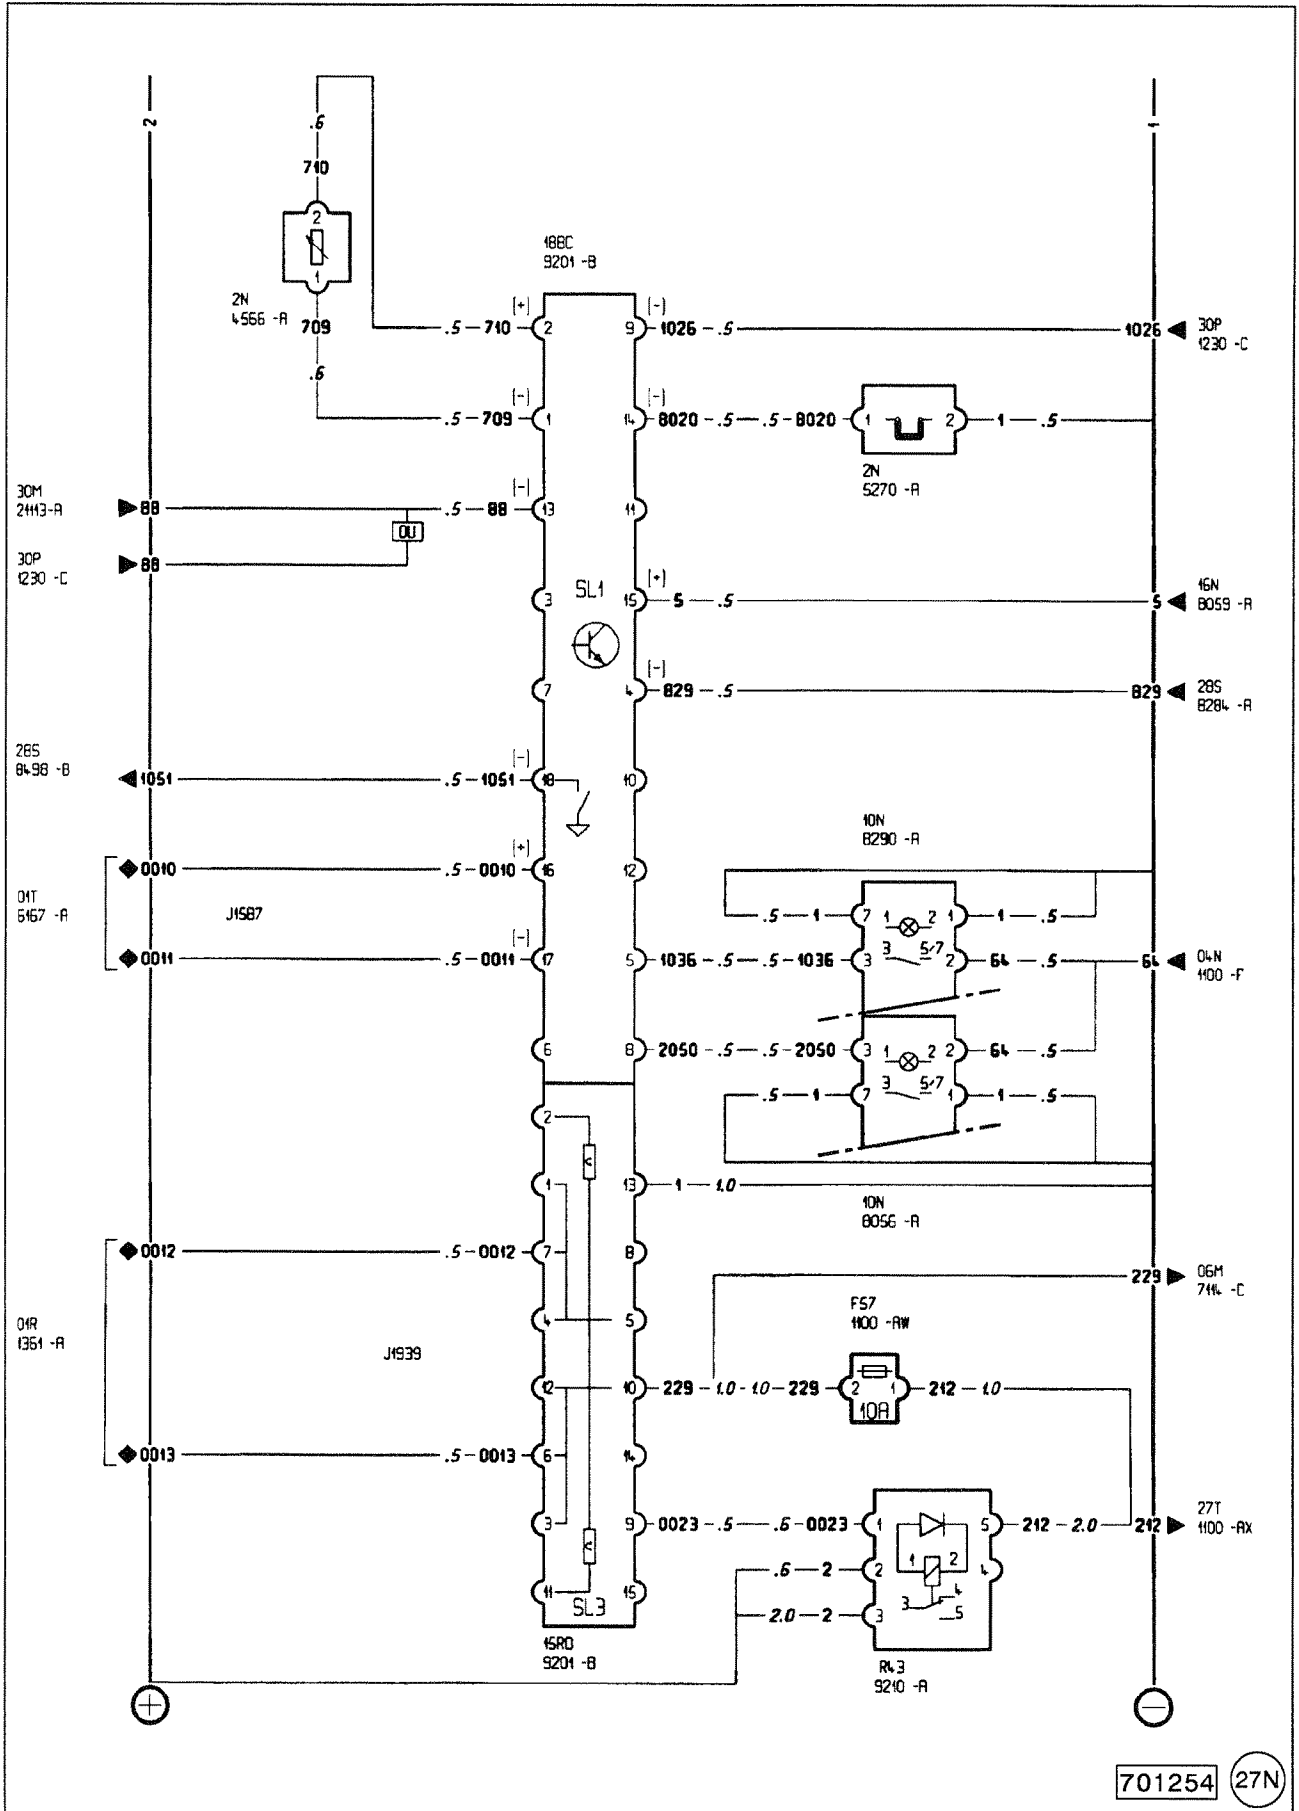 2
1
.6
710
2
1
2N
4566 -A
709
.6
18BC
9201 -B
[+]
.5 - 710
2
9
[-]
1026 - .5
1026
30P
1230 -C
[-]
.5 - 709
1
14
[-]
8020 - .5 - .5 - 8020
1
2
1 - .5
2N
5270 -A
30M
21113-A
88
[-]
.5 - 88
13
11
OU
30P
1230 -C
88
3
SL1
15
[+]
5 - .5
5
16N
8059 -A
7
4
[-]
829 - .5
829
28S
8284 -A
28S
8498 -B
1051
[-]
.5 - 1051
18
10
10N
8290 -A
0010
[+]
.5 - 0010
16
12
01T
6167 -A
J1587
.5 - 1
7
1
2
1
1 - .5
0011
[-]
.5 - 0011
17
5
1036 - .5 - .5 - 1036
3
3
5/7
2
64 - .5
64
04N
1100 -F
6
8
2050 - .5 - .5 - 2050
3
1
2
2
64 - .5
.5 - 1
7
3
5/7
1
1 - .5
2
<
1
13
1 - 1.0
10N
8056 -A
0012
.5 - 0012
7
8
229
06M
7114 -C
01R
1361 -A
J1939
4
5
F57
1100 -AW
12
10
229 - 1.0 - 1.0 - 229
2
1
10A
212 - 1.0
0013
.5 - 0013
6
14
3
9
0023 - .5 - .6 - 0023
1
5
212 - 2.0
212
27T
1100 -AX
.6 - 2
2
1
2
4
<
11
15
2.0 - 2
3
3
4
5
SL3
15RD
9201 -B
R43
9210 -A
+
-
701254
27N